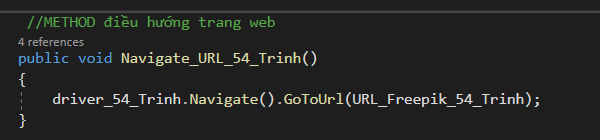 //METHOD điều hướng trang web
4 references
public void Navigate_URL_54_Trinh()
{
driver_54_Trinh.Navigate().GoToUrl(URL_Freepik_54_Trinh);
}